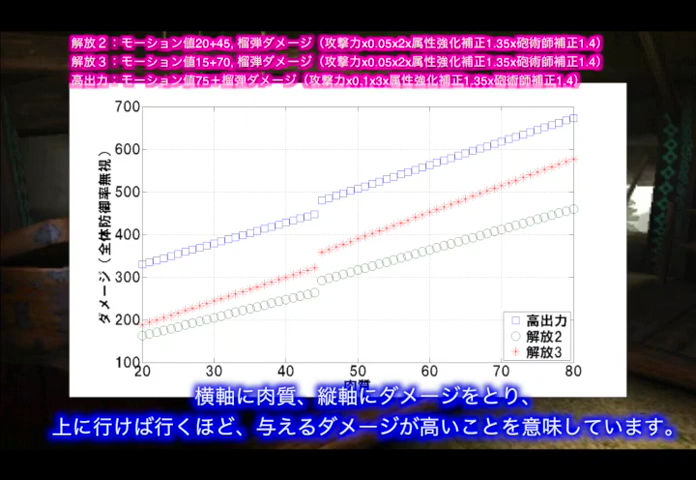 解放２：モーション値20+45, 榴弾ダメージ（攻撃力x0.05x2x属性強化補正1.35x砲術師補正1.4）
解放３：モーション値15+70, 榴弾ダメージ（攻撃力x0.05x2x属性強化補正1.35x砲術師補正1.4）
高出力：モーション値75＋榴弾ダメージ（攻撃力x0.1x3x属性強化補正1.35x砲術師補正1.4）
700
600
500
400
300
200
100
ダメージ（全体防御率無視）
20
30
40
50
60
70
80
肉質
高出力
解放2
解放3
横軸に肉質、縦軸にダメージをとり、
上に行けば行くほど、与えるダメージが高いことを意味しています。